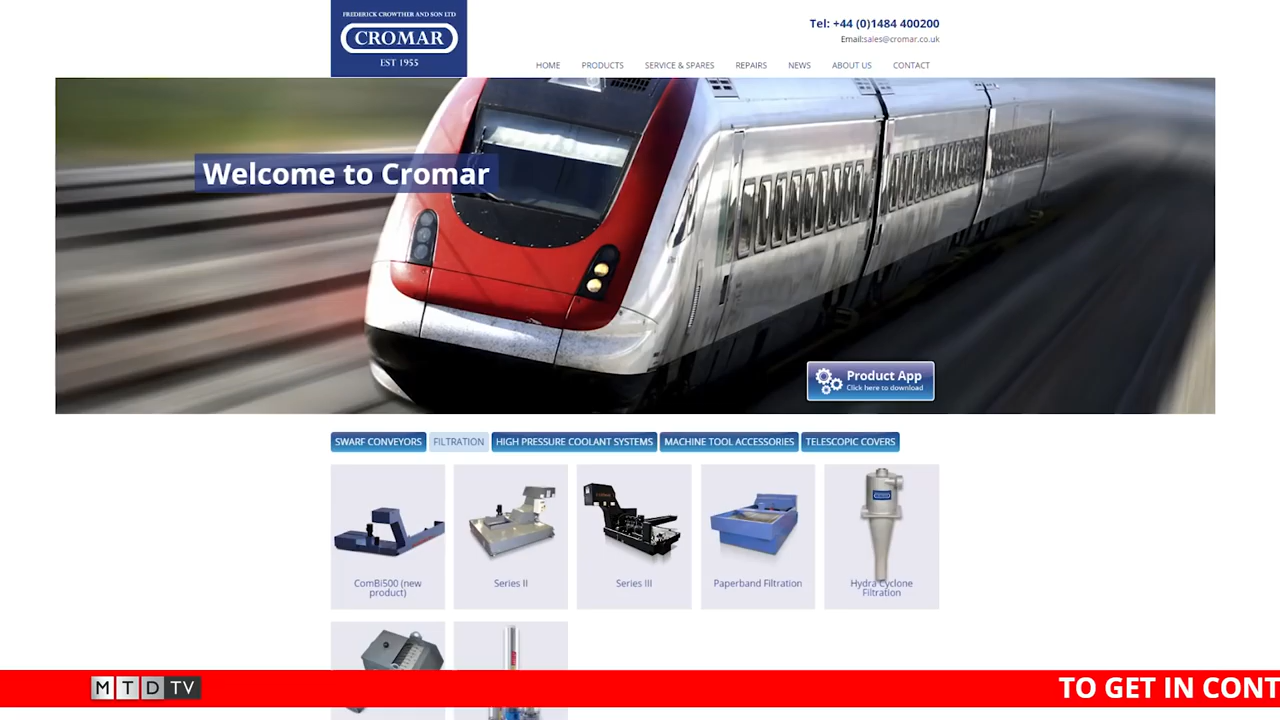 FREDERICK CROWTHER AND SON LTD
CROMAR
EST 1955
Tel: +44 (0)1484 400200
Email:sales@cromar.co.uk
HOME PRODUCTS SERVICE & SPARES REPAIRS NEWS ABOUT US CONTACT
Welcome to Cromar
Product App
Click here to download
SWARF CONVEYORS FILTRATION HIGH PRESSURE COOLANT SYSTEMS MACHINE TOOL ACCESSORIES TELESCOPIC COVERS
ComBi500 (new
product)
Series II
Series III
Paperband Filtration
Hydra Cyclone
Filtration
MTDTV
TO GET IN CONT